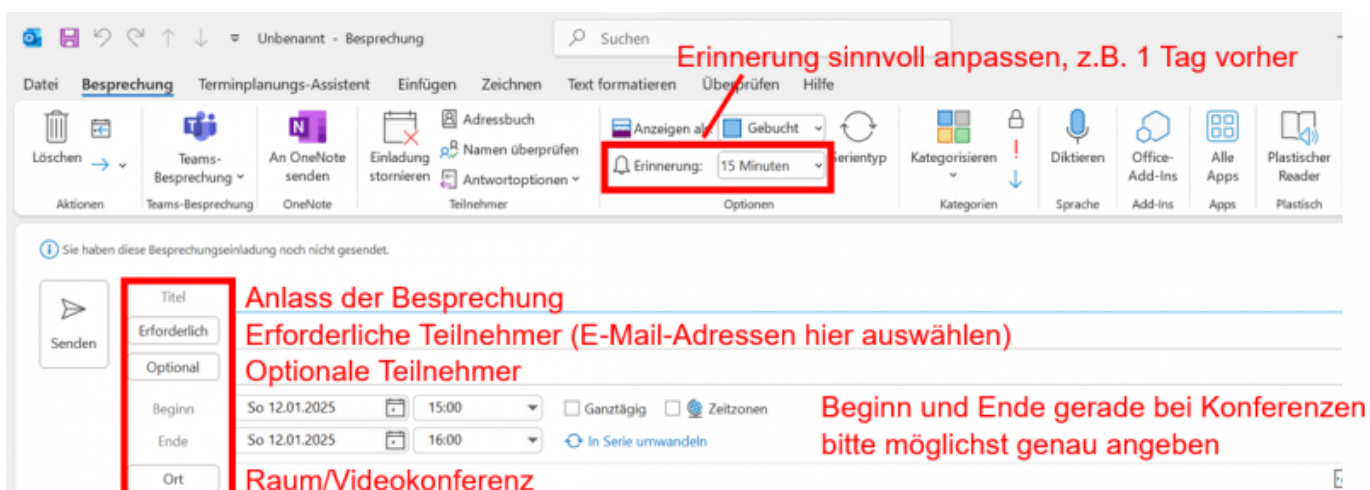 Unbenannt - Besprechung
Suchen
Erinnerung sinnvoll anpassen, z.B. 1 Tag vorher
Datei Besprechung Terminplanungs-Assistent Einfügen Zeichnen Text formatieren Überprüfen Hilfe
Löschen
Teams-Besprechung
An OneNote senden
Einladung stornieren
Adressbuch
Namen überprüfen
Antwortoptionen
Anzeigen als: Gebucht
Erinnerung: 15 Minuten
Serientyp
Kategorisieren
Diktieren
Office-Add-Ins
Alle Apps
Plastischer Reader
Aktionen Teams-Besprechung OneNote Teilnehmer Optionen Kategorien Sprache Add-Ins Apps Plastisch
Sie haben diese Besprechungseinladung noch nicht gesendet.
Senden
Titel Anlass der Besprechung
Erforderlich Erforderliche Teilnehmer (E-Mail-Adressen hier auswählen)
Optional Optionale Teilnehmer
Beginn So 12.01.2025 15:00 Ganztägig Zeitzonen
Ende So 12.01.2025 16:00 In Serie umwandeln
Beginn und Ende gerade bei Konferenzen
bitte möglichst genau angeben
Ort Raum/Videokonferenz